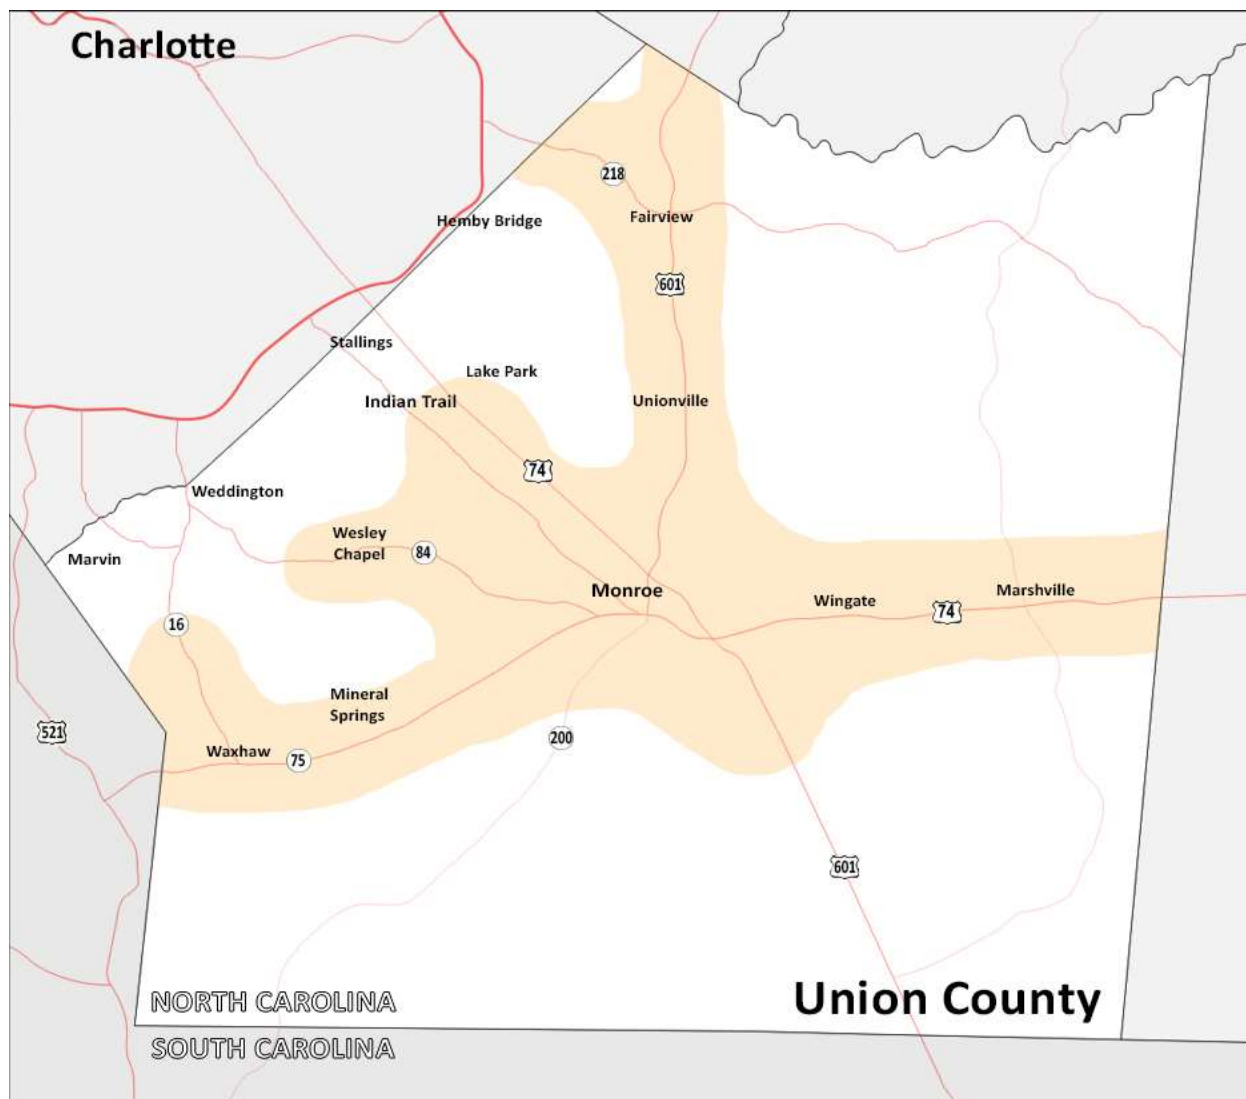 Charlotte
218
Hemby Bridge
Fairview
601
Stallings
Lake Park
Indian Trail
Unionville
74
Weddington
Wesley
Chapel
84
Marvin
Monroe
Wingate
74
Marshville
16
Mineral
Springs
521
Waxhaw
75
200
601
NORTH CAROLINA
Union County
SOUTH CAROLINA